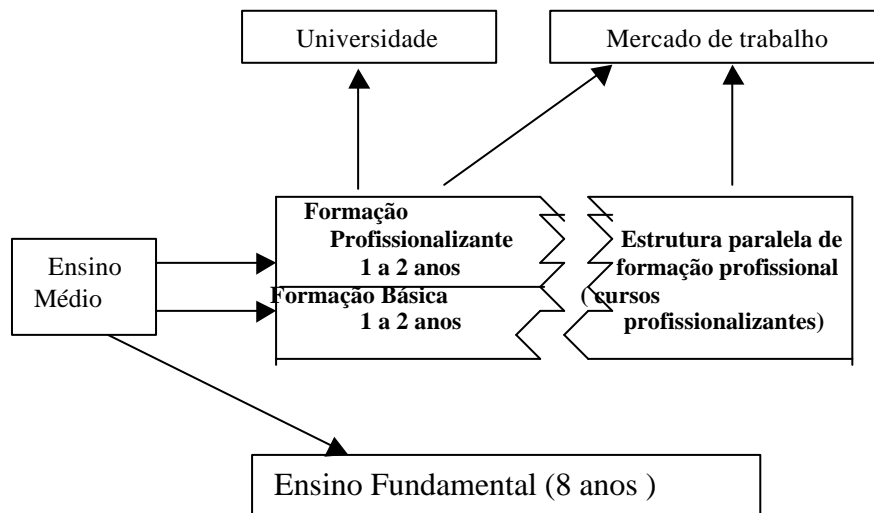 Universidade
Mercado de trabalho
Formação
Profissionalizante
1 a 2 anos
Formação Básica
1 a 2 anos
Estrutura paralela de
formação profissional
( cursos
profissionalizantes)
Ensino
Médio
Ensino Fundamental (8 anos )